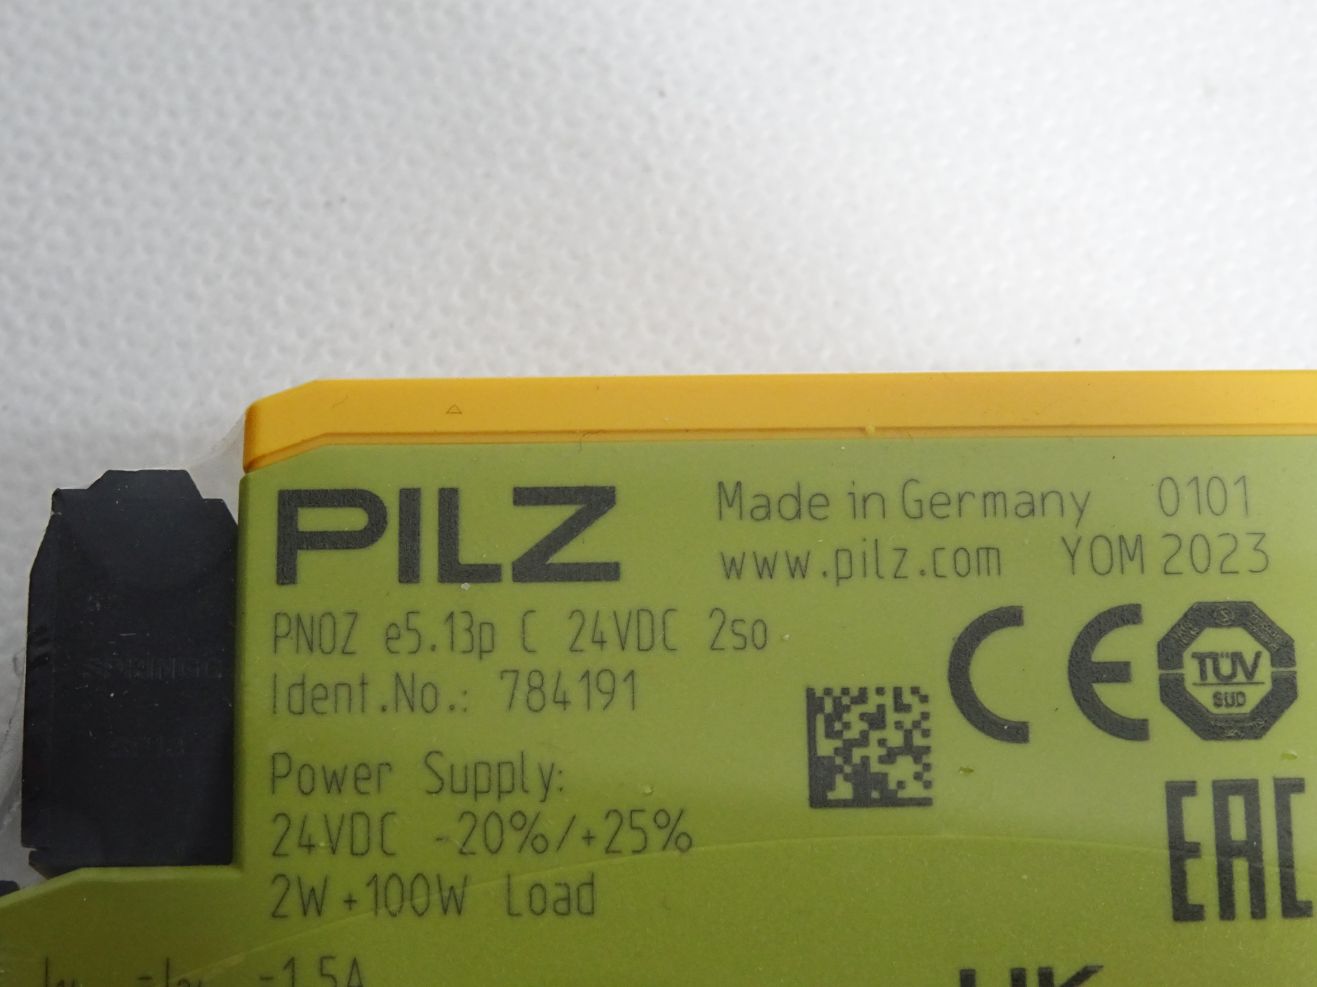 PILZ
Made in Germany 0101
www.pilz.com YOM 2023
PNOZ e5.13p C 24VDC 2so
Ident.No.: 784191
CE
TÜV
SÜD
Power Supply:
24VDC -20%/+25%
2W+100W Load
EAC